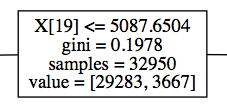 X[19] <= 5087.6504
gini = 0.1978
samples = 32950
value = [29283, 3667]